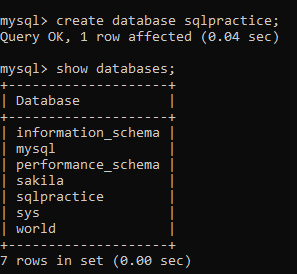 mysql> create database sqlpractice;
Query OK, 1 row affected (0.04 sec)
mysql> show databases;
+--------------------+
| Database           |
+--------------------+
| information_schema |
| mysql              |
| performance_schema |
| sakila             |
| sqlpractice        |
| sys                |
| world              |
+--------------------+
7 rows in set (0.00 sec)